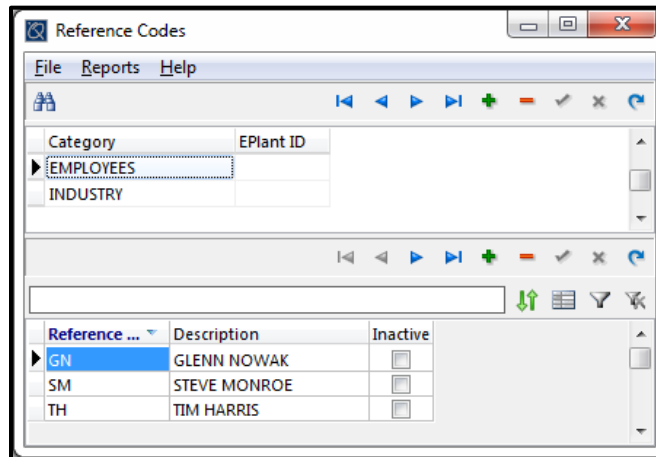 Reference Codes
File Reports Help
Category EPlant ID
EMPLOYEES
INDUSTRY
Reference ... Description Inactive
GN GLENN NOWAK
SM STEVE MONROE
TH TIM HARRIS